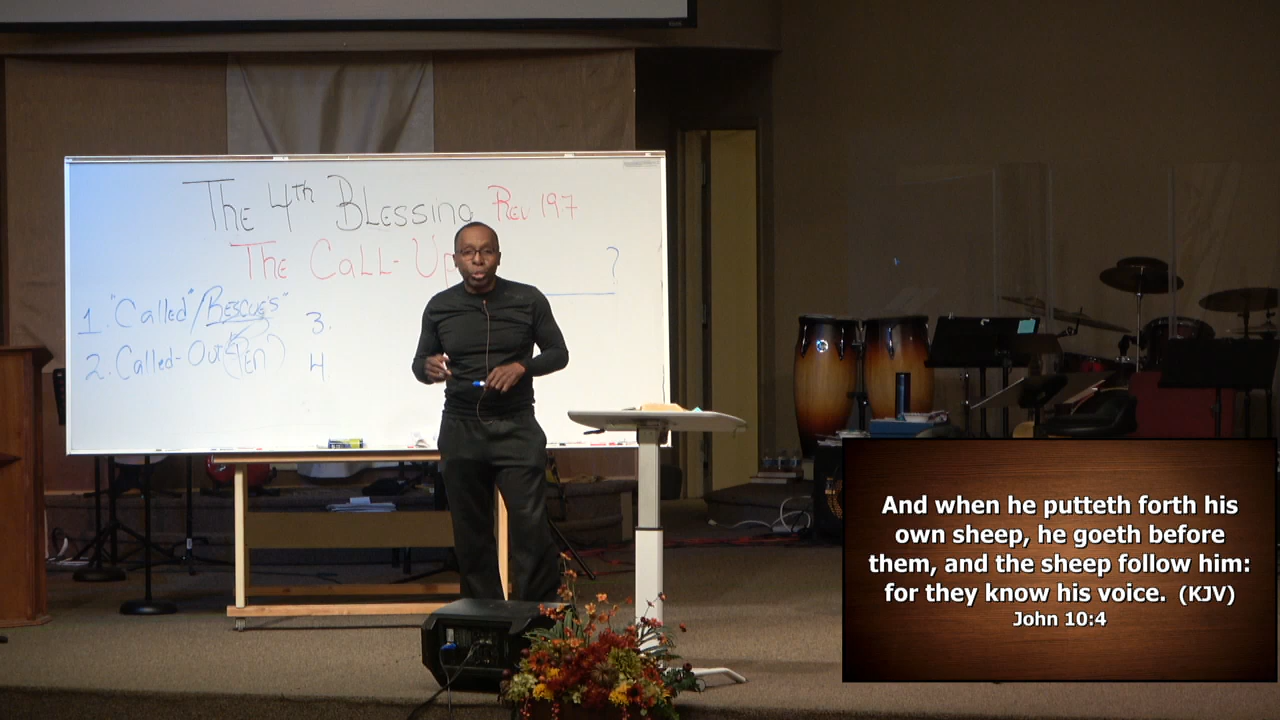 The 4th Blessing Rev 19:7
The Call-Up ?
1. "Called"/Rescue's"
2. Called-Out (Pen)
3.
4
And when he putteth forth his
own sheep, he goeth before
them, and the sheep follow him:
for they know his voice. (KJV)
John 10:4